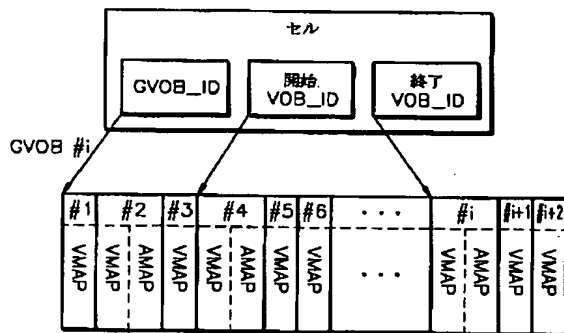 セル
GVOB_ID
開始
VOB_ID
終了
VOB_ID
GVOB #i
#1 #2 #3 #4 #5 #6 ・・・ #i #i+1 #i+2
VMAP VMAP AMAP VMAP VMAP AMAP VMAP VMAP ・・・ VMAP AMAP VMAP VMAP